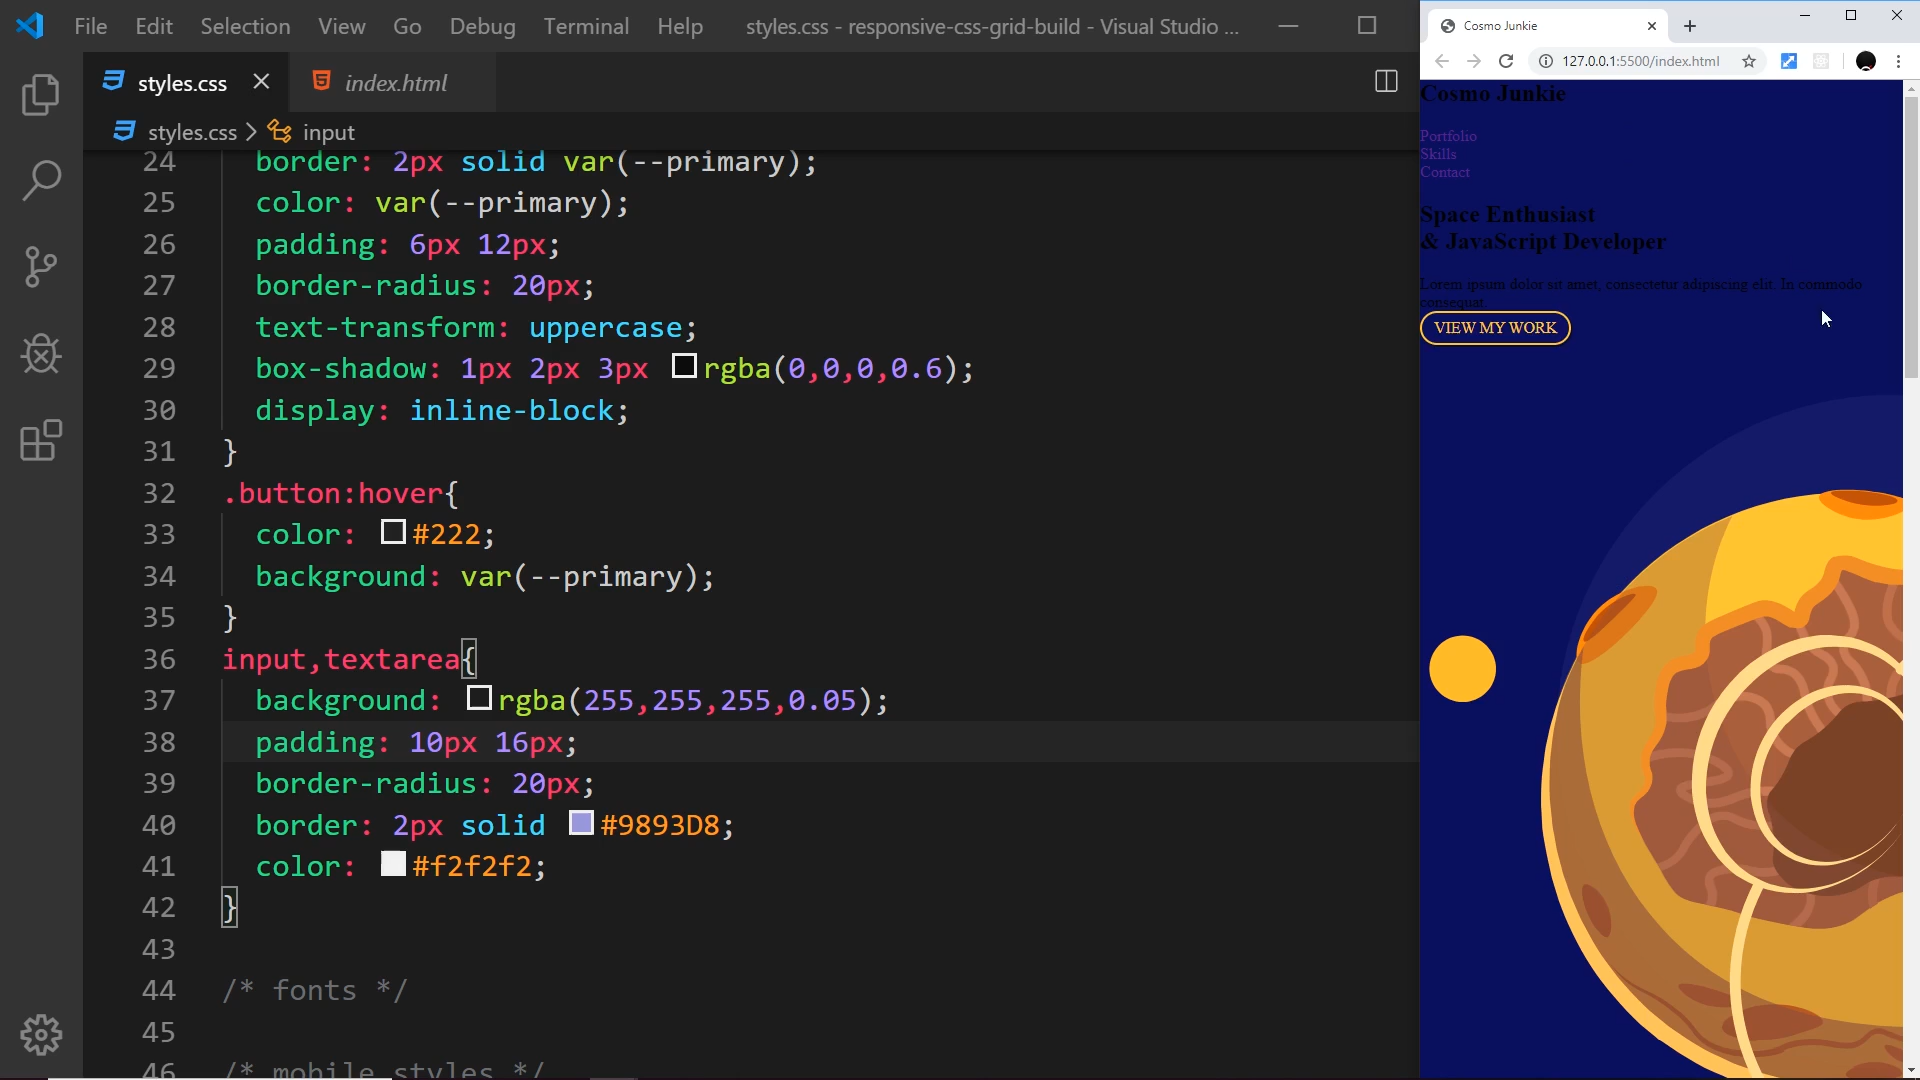 File Edit Selection View Go Debug Terminal Help styles.css - responsive-css-grid-build - Visual Studio ...
styles.css index.html
styles.css > input
24 border: 2px solid var(--primary);
25 color: var(--primary);
26 padding: 6px 12px;
27 border-radius: 20px;
28 text-transform: uppercase;
29 box-shadow: 1px 2px 3px rgba(0,0,0,0.6);
30 display: inline-block;
31 }
32 .button:hover{
33 color: #222;
34 background: var(--primary);
35 }
36 input,textarea{
37 background: rgba(255,255,255,0.05);
38 padding: 10px 16px;
39 border-radius: 20px;
40 border: 2px solid #9893D8;
41 color: #f2f2f2;
42 }
43
44 /* fonts */
45
46 /* mobile styles */
Cosmo Junkie
127.0.0.1:5500/index.html
Cosmo Junkie
Portfolio
Skills
Contact
Space Enthusiast
& JavaScript Developer
Lorem ipsum dolor sit amet, consectetur adipiscing elit. In commodo
consequat.
VIEW MY WORK